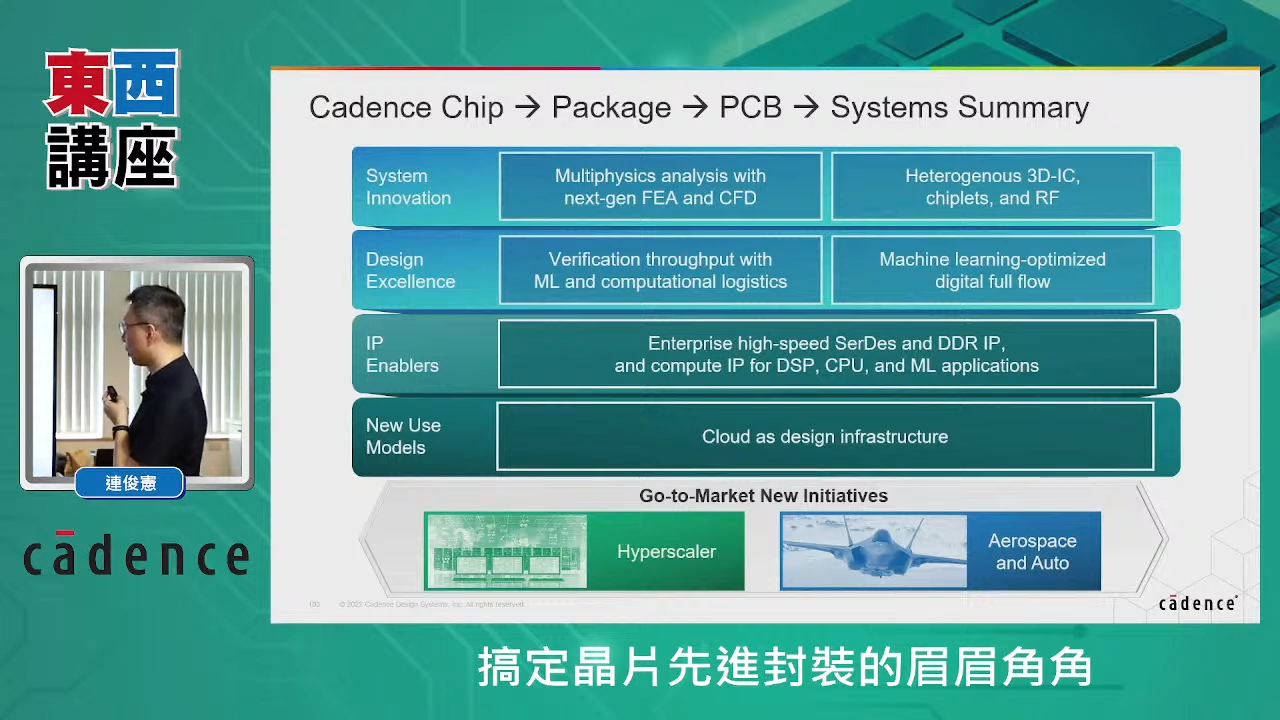 東西
講座
連俊憲
cādence
Cadence Chip → Package → PCB → Systems Summary
System
Innovation
Multiphysics analysis with
next-gen FEA and CFD
Heterogenous 3D-IC,
chiplets, and RF
Design
Excellence
Verification throughput with
ML and computational logistics
Machine learning-optimized
digital full flow
IP
Enablers
Enterprise high-speed SerDes and DDR IP,
and compute IP for DSP, CPU, and ML applications
New Use
Models
Cloud as design infrastructure
Go-to-Market New Initiatives
Hyperscaler
Aerospace
and Auto
© 2022 Cadence Design Systems, Inc. All rights reserved.
cādence
搞定晶片先進封裝的眉眉角角